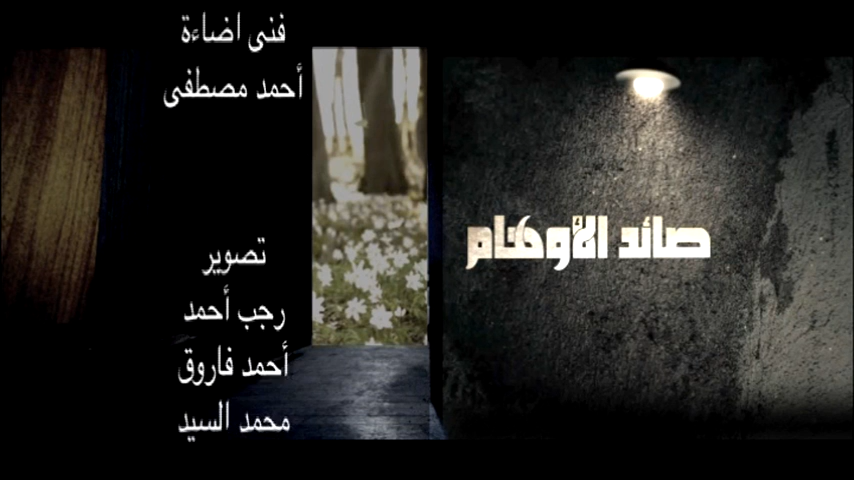 فنى اضاءة
أحمد مصطفى
صائد الأوهام
تصوير
رجب أحمد
أحمد فاروق
محمد السيد